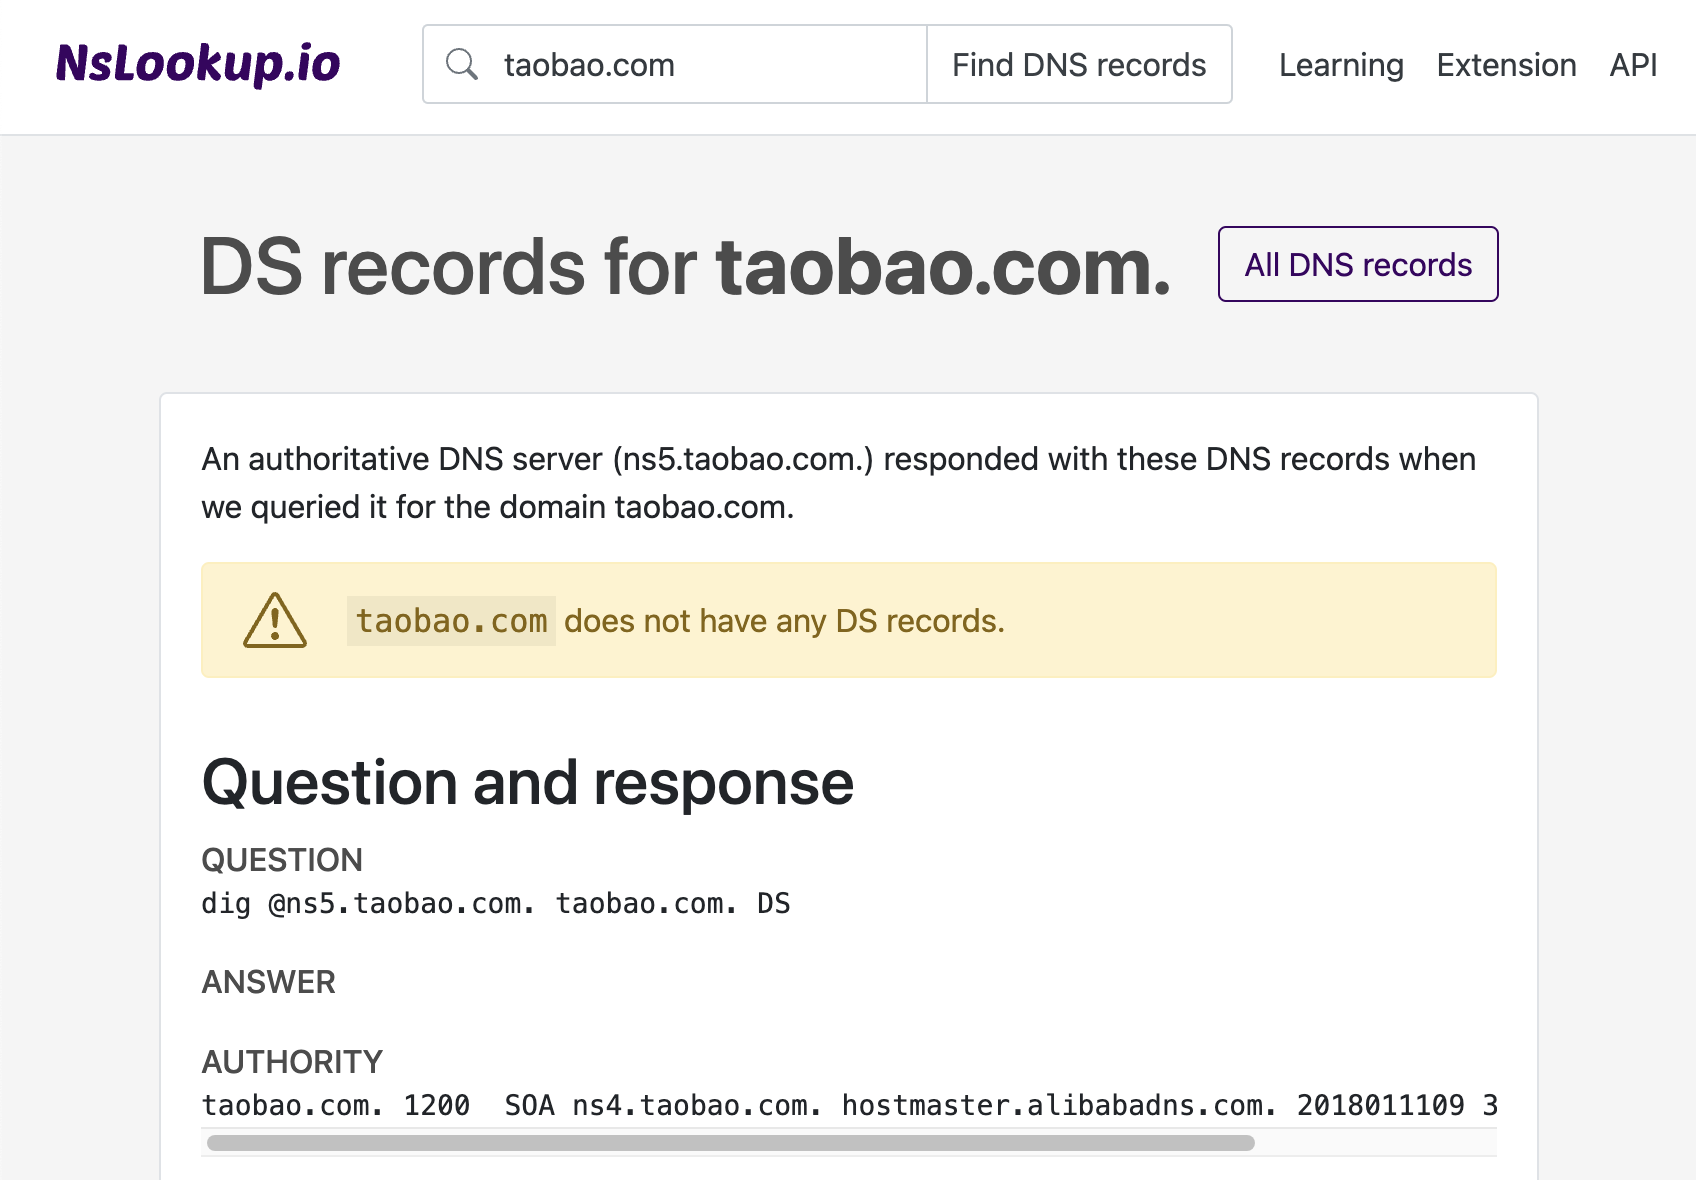 NsLookup.io
taobao.com
Find DNS records
Learning
Extension
API
DS records for taobao.com.
All DNS records
An authoritative DNS server (ns5.taobao.com.) responded with these DNS records when
we queried it for the domain taobao.com.
taobao.com does not have any DS records.
Question and response
QUESTION
dig @ns5.taobao.com. taobao.com. DS
ANSWER
AUTHORITY
taobao.com. 1200 SOA ns4.taobao.com. hostmaster.alibabadns.com. 2018011109 3